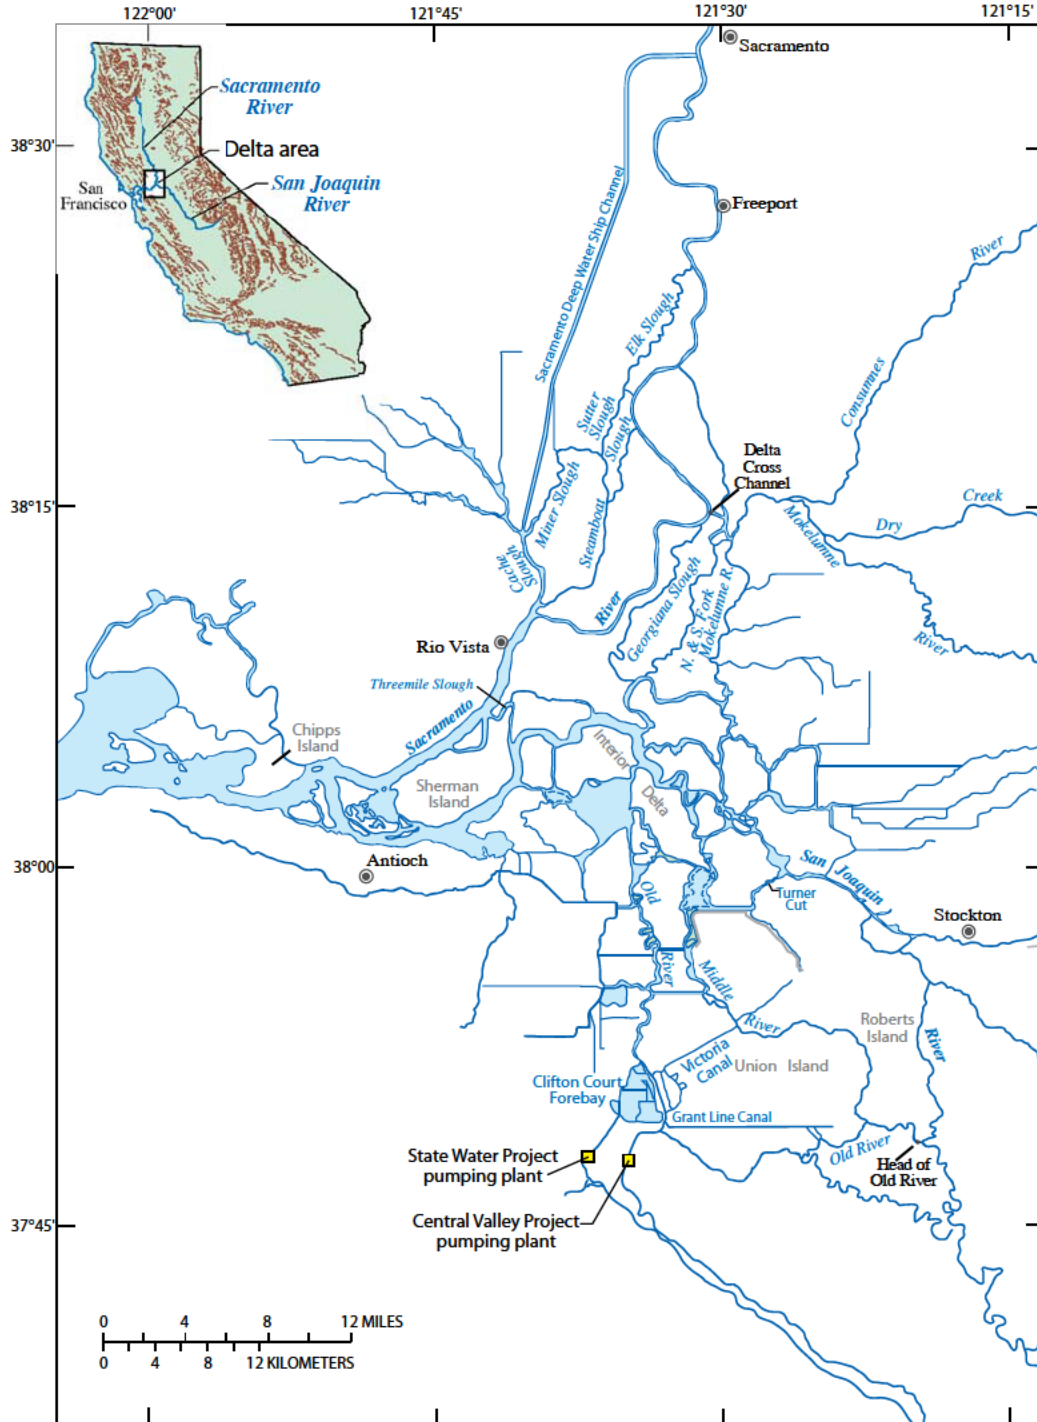 122°00'
121°45'
121°30'
121°15'
38°30'
38°15'
38°00'
37°45'
Sacramento
River
Delta area
San Joaquin
River
San
Francisco
Sacramento
Freeport
Sacramento Deep Water Ship Channel
Elk Slough
Sutter
Slough
Slough
Steamboat
Miner Slough
Cache
Slough
River
Consumnes
Delta
Cross
Channel
Creek
Dry
Mokelumne
River
River
Georgiana Slough
N. & S. Fork
Mokelumne R.
Rio Vista
Threemile Slough
Sacramento
Chipps
Island
Sherman
Island
Interior
Delta
Antioch
San Joaquin
Turner
Cut
Stockton
Old
River
Middle
River
Roberts
Island
River
Victoria
Canal
Union Island
Clifton Court
Forebay
Grant Line Canal
State Water Project
pumping plant
Old River
Head of
Old River
Central Valley Project
pumping plant
0 4 8 12 MILES
0 4 8 12 KILOMETERS